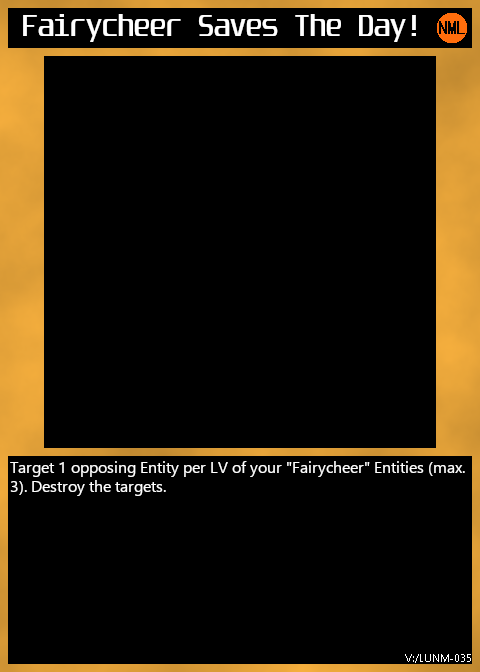 Fairycheer Saves The Day!
NML
Target 1 opposing Entity per LV of your "Fairycheer" Entities (max.
3). Destroy the targets.
V:/LUNM-035